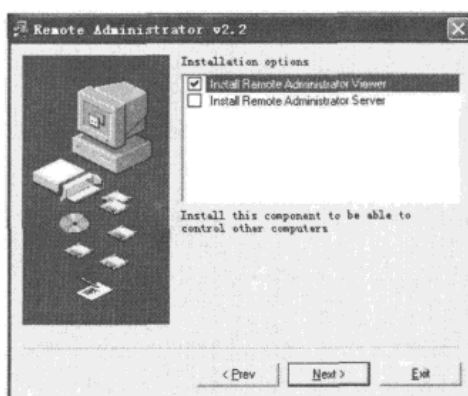 Remote Administrator v2.2
Installation options
Install Remote Administrator Viewer
Install Remote Administrator Server
Install this component to be able to
control other computers
< Prev
Next >
Exit